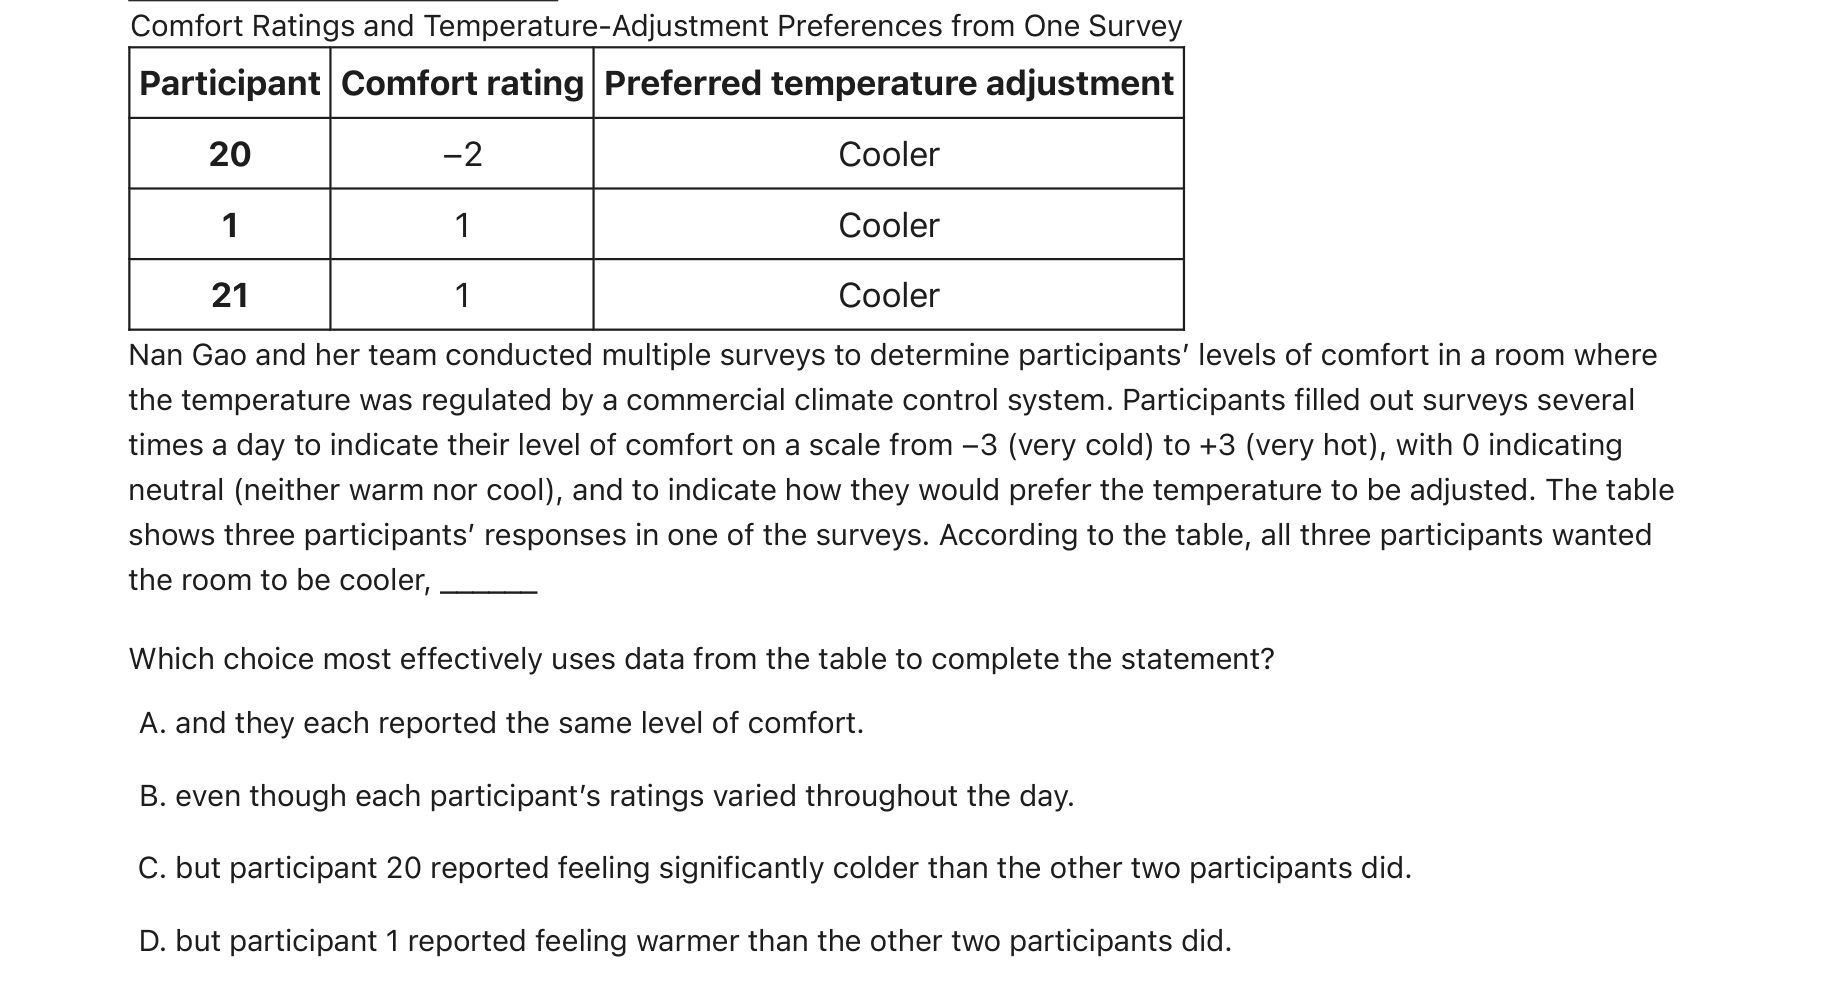 Comfort Ratings and Temperature-Adjustment Preferences from One Survey
Participant Comfort rating Preferred temperature adjustment
20 –2 Cooler
1 1 Cooler
21 1 Cooler
Nan Gao and her team conducted multiple surveys to determine participants’ levels of comfort in a room where
the temperature was regulated by a commercial climate control system. Participants filled out surveys several
times a day to indicate their level of comfort on a scale from –3 (very cold) to +3 (very hot), with 0 indicating
neutral (neither warm nor cool), and to indicate how they would prefer the temperature to be adjusted. The table
shows three participants’ responses in one of the surveys. According to the table, all three participants wanted
the room to be cooler, ______
Which choice most effectively uses data from the table to complete the statement?
A. and they each reported the same level of comfort.
B. even though each participant’s ratings varied throughout the day.
C. but participant 20 reported feeling significantly colder than the other two participants did.
D. but participant 1 reported feeling warmer than the other two participants did.